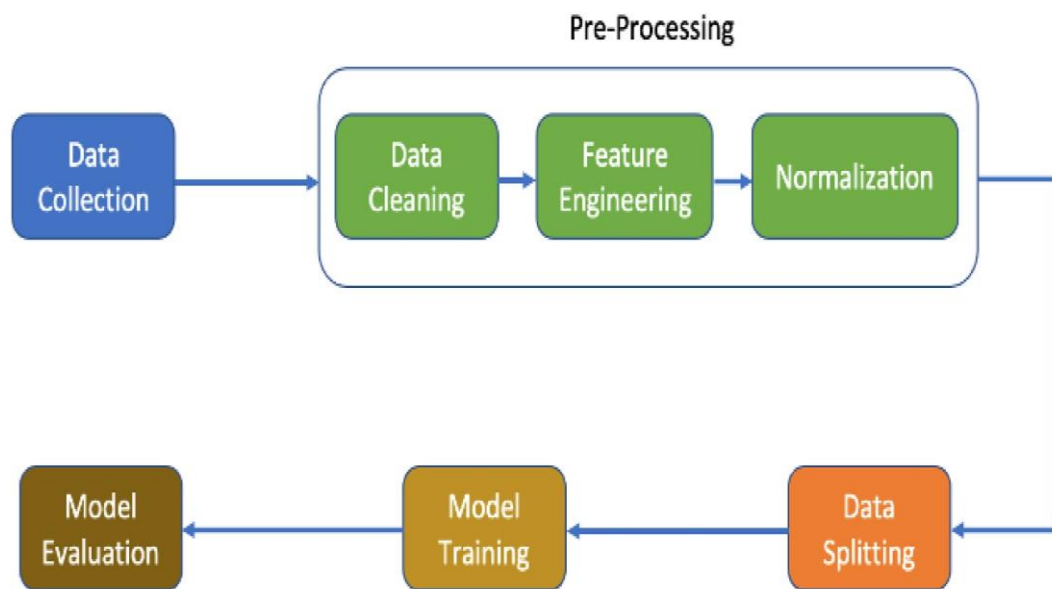 Pre-Processing
Data
Collection
Data
Cleaning
Feature
Engineering
Normalization
Model
Evaluation
Model
Training
Data
Splitting